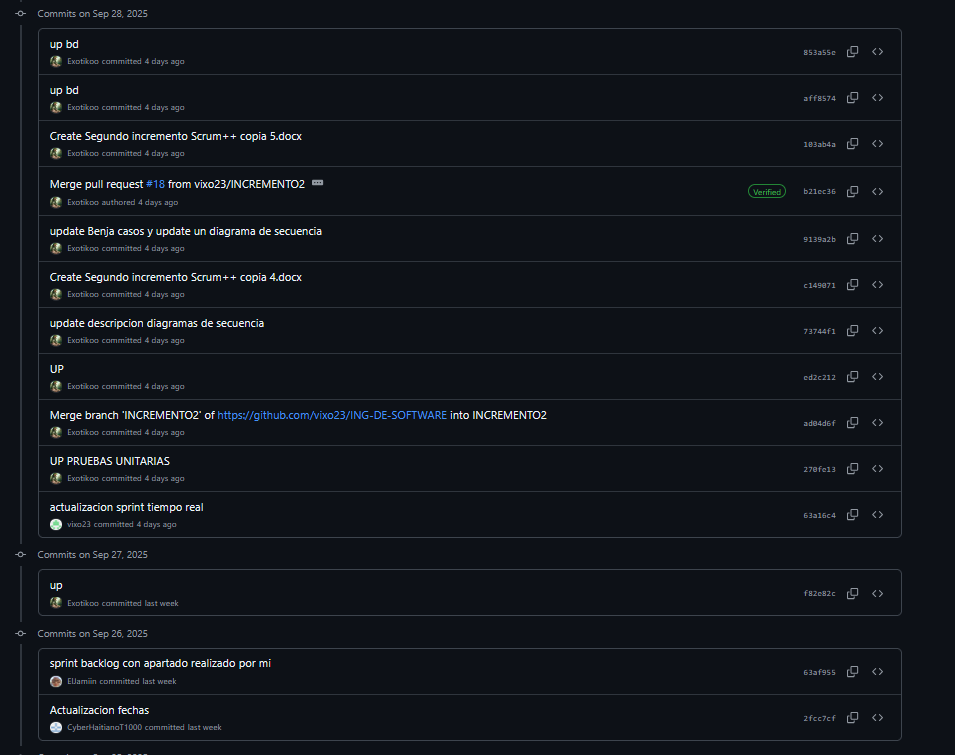 Commits on Sep 28, 2025
up bd
Exotikoo committed 4 days ago
853a55e
up bd
Exotikoo committed 4 days ago
aff8574
Create Segundo incremento Scrum++ copia 5.docx
Exotikoo committed 4 days ago
103ab4a
Merge pull request #18 from vixo23/INCREMENTO2
Exotikoo authored 4 days ago
Verified
b21ec36
update Benja casos y update un diagrama de secuencia
Exotikoo committed 4 days ago
9139a2b
Create Segundo incremento Scrum++ copia 4.docx
Exotikoo committed 4 days ago
c149071
update descripcion diagramas de secuencia
Exotikoo committed 4 days ago
73744f1
UP
Exotikoo committed 4 days ago
ed2c212
Merge branch 'INCREMENTO2' of https://github.com/vixo23/ING-DE-SOFTWARE into INCREMENTO2
Exotikoo committed 4 days ago
ad04d6f
UP PRUEBAS UNITARIAS
Exotikoo committed 4 days ago
270fe13
actualizacion sprint tiempo real
vixo23 committed 4 days ago
63a16c4
Commits on Sep 27, 2025
up
Exotikoo committed last week
f82e82c
Commits on Sep 26, 2025
sprint backlog con apartado realizado por mi
committed last week
63af955
Actualizacion fechas
CyberHaitianoT1000 committed last week
2fcc7cf